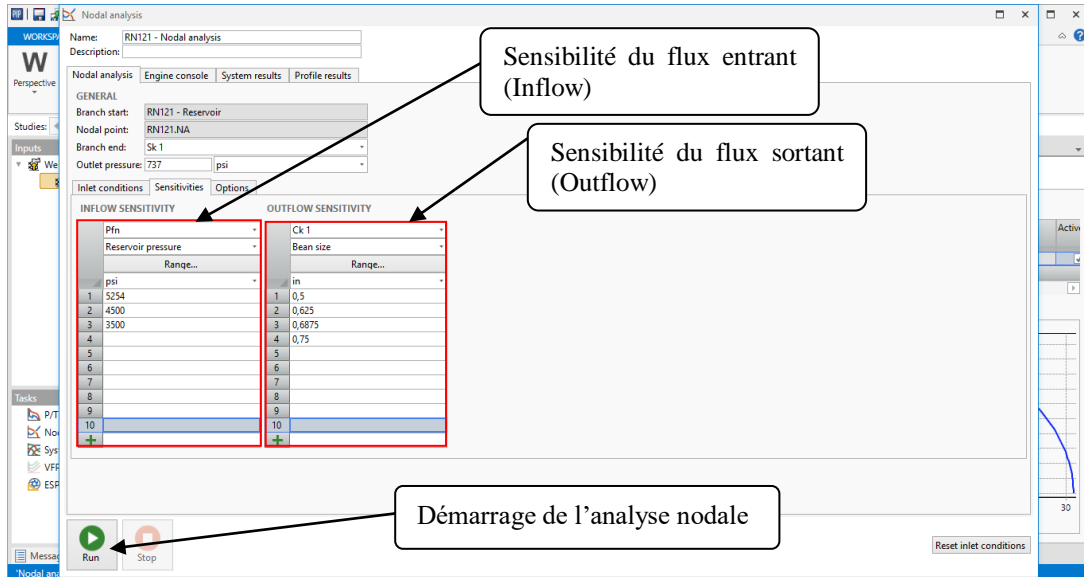 PIP
Nodal analysis
WORKSP
Name: RN121 - Nodal analysis
Description:
W
Perspective
Nodal analysis Engine console System results Profile results
Sensibilité du flux entrant
(Inflow)
GENERAL
Branch start: RN121 - Reservoir
Studies:
Nodal point: RN121.NA
Inputs
Branch end: Sk 1
We
Outlet pressure: 737 psi
Sensibilité du flux sortant
(Outflow)
Inlet conditions Sensitivities Options
INFLOW SENSITIVITY OUTFLOW SENSITIVITY
Pfn Ck 1
Active
Reservoir pressure Bean size
Range... Range...
psi in
1 5254 1 0,5
2 4500 2 0,625
3 3500 3 0,6875
4 4 0,75
5 5
6 6
7 7
8 8
9 9
10 10
Tasks
P/T
No
Sys
VFP
ESP
30
Démarrage de l’analyse nodale
Run Stop
Reset inlet conditions
Messag
'Nodal ana